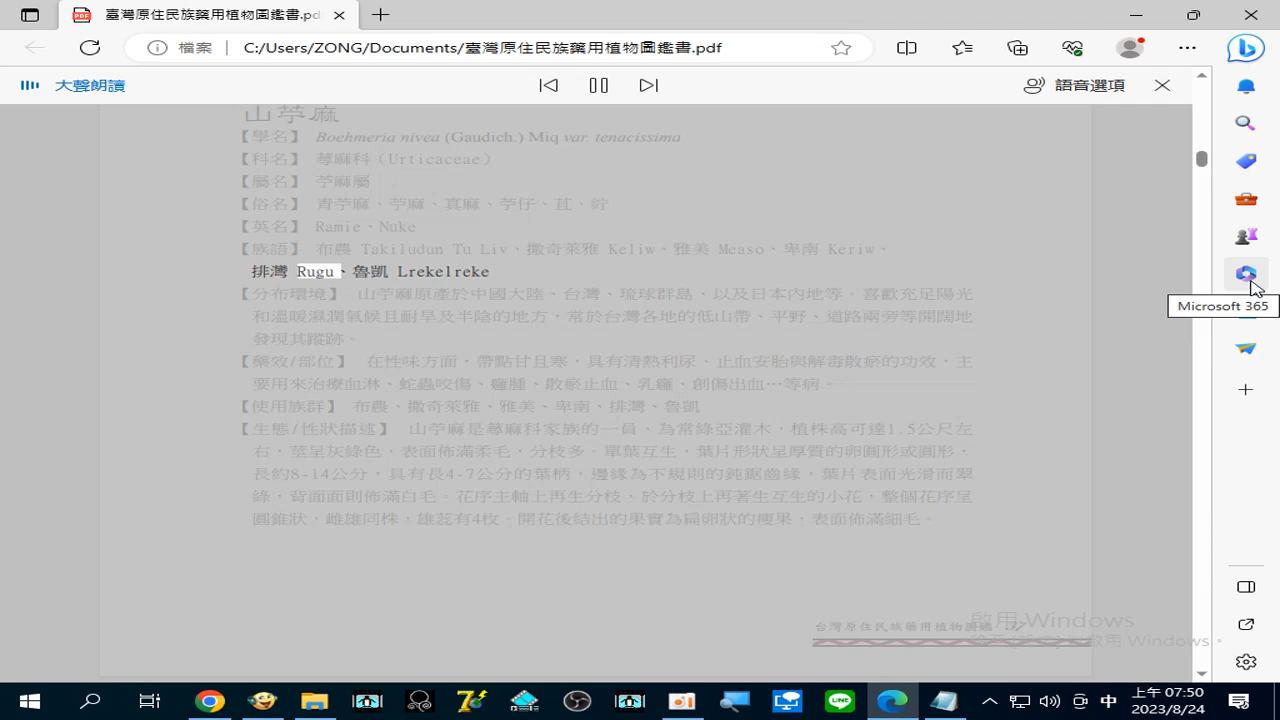 臺灣原住民族藥用植物圖鑑書.pd
檔案
C:/Users/ZONG/Documents/臺灣原住民族藥用植物圖鑑書.pdf
大聲朗讀
語音選項
山苧麻
【學名】 Boehmeria nivea (Gaudich.) Miq var. tenacissima
【科名】 蕁麻科（Urticaceae）
【屬名】 苧麻屬
【俗名】 青苧麻、苧麻、真麻、苧仔、苴、紵
【英名】 Ramie、Nuke
【族語】 布農 Takiludun Tu Liv、撒奇萊雅 Keliw、雅美 Measo、卑南 Keriw、
排灣 Rugu、魯凱 Lrekelreke
【分布環境】 山苧麻原產於中國大陸、台灣、琉球群島、以及日本內地等。喜歡充足陽光
和溫暖濕潤氣候且耐旱及半陰的地方，常於台灣各地的低山帶、平野、道路兩旁等開闊地
發現其蹤跡。
【藥效/部位】 在性味方面，帶點甘且寒，具有清熱利尿、止血安胎與解毒散瘀的功效，主
要用來治療血淋、蛇蟲咬傷、癰腫、散瘀止血、乳癰、創傷出血…等病。
【使用族群】 布農、撒奇萊雅、雅美、卑南、排灣、魯凱
【生態/性狀描述】 山苧麻是蕁麻科家族的一員，為常綠亞灌木，植株高可達1.5公尺左
右，莖呈灰綠色，表面佈滿柔毛，分枝多。單葉互生，葉片形狀呈厚質的卵圓形或圓形，
長約8-14公分，具有長4-7公分的葉柄，邊緣為不規則的鈍鋸齒緣，葉片表面光滑而翠
綠，背面面則佈滿白毛。花序主軸上再生分枝，於分枝上再著生互生的小花，整個花序呈
圓錐狀，雌雄同株，雄蕊有4枚。開花後結出的果實為扁卵狀的瘦果，表面佈滿細毛。
台灣原住民族藥用植物圖鑑
啟用 Windows
Microsoft 365
LINE
中
上午 07:50
2023/8/24